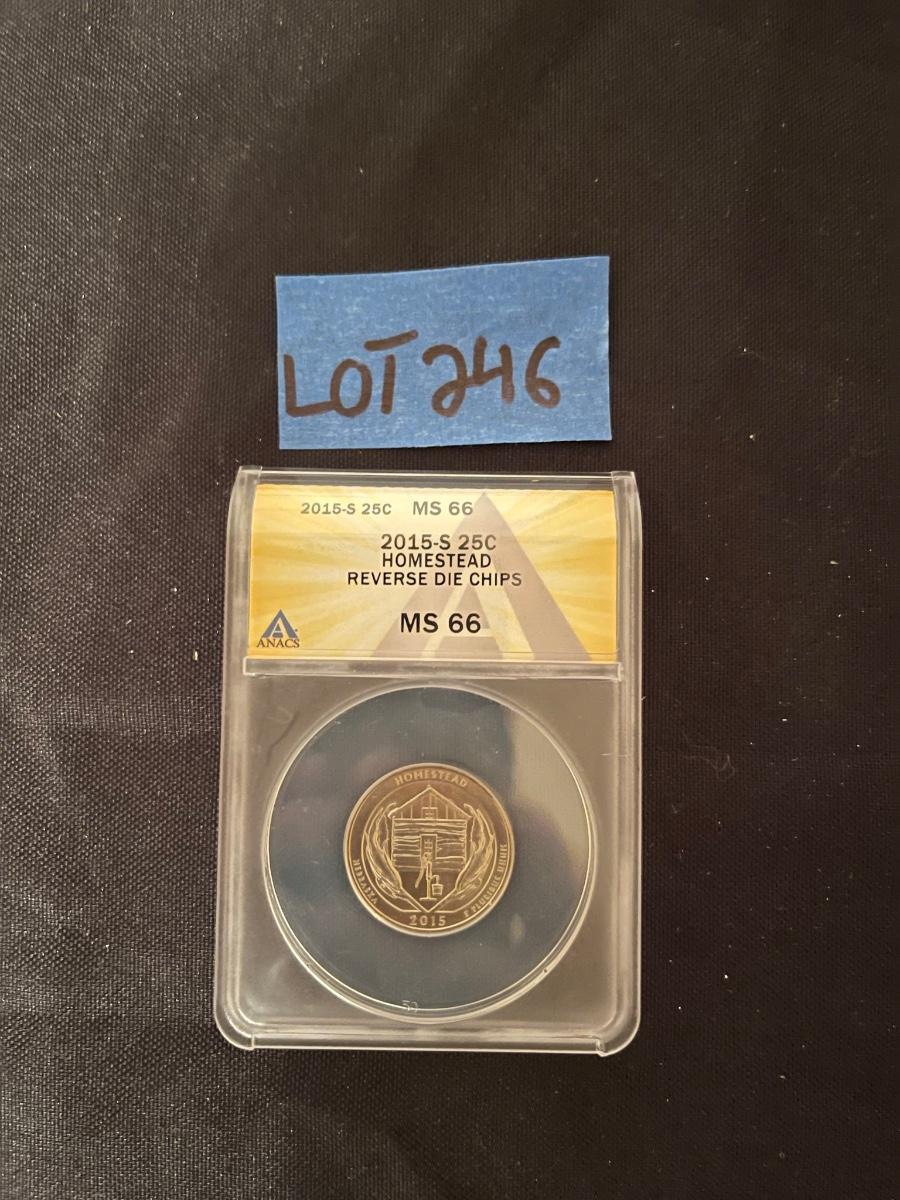 LOT 246
2015-S 25C MS 66
2015-S 25C
HOMESTEAD
REVERSE DIE CHIPS
MS 66
ANACS
HOMESTEAD
NEBRASKA
E PLURIBUS UNUM
2015